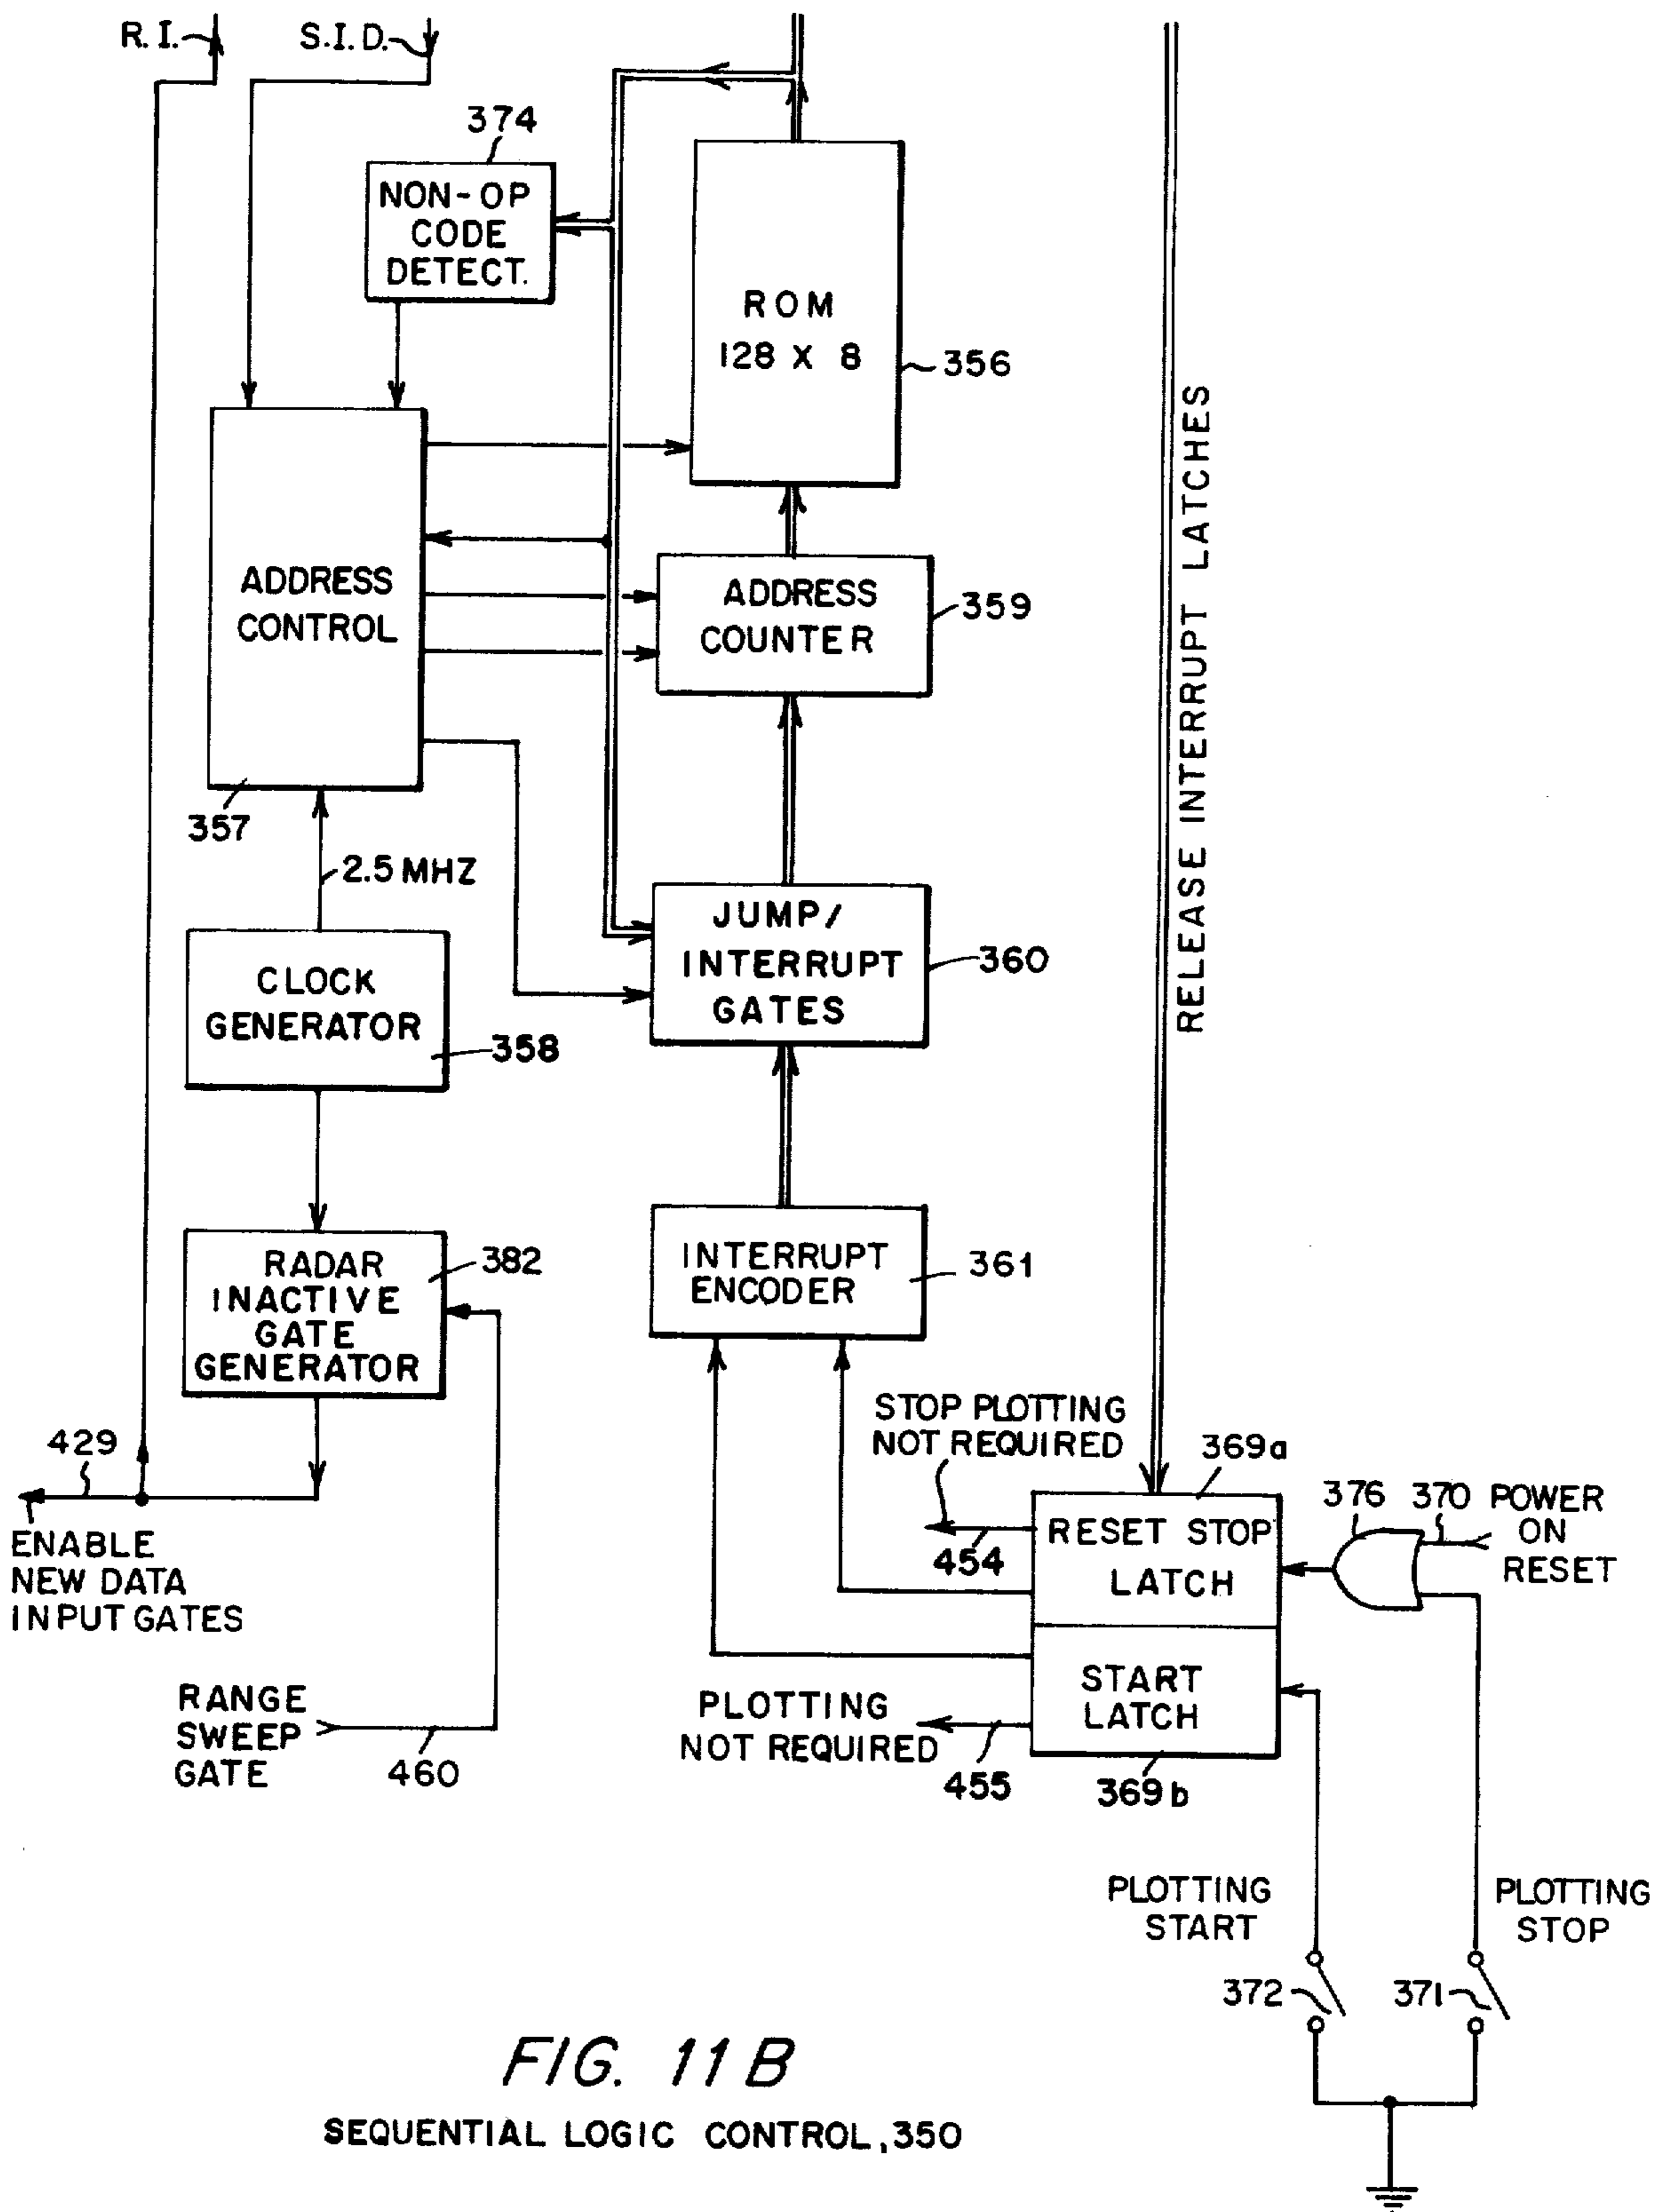 R. I.
S.I.D.
374
NON-OP
CODE
DETECT.
ROM
128 X 8
356
ADDRESS
CONTROL
357
ADDRESS
COUNTER
359
RELEASE INTERRUPT LATCHES
2.5 MHZ
JUMP/
INTERRUPT
GATES
360
CLOCK
GENERATOR
358
RADAR
INACTIVE
GATE
GENERATOR
382
INTERRUPT
ENCODER
361
429
ENABLE
NEW DATA
INPUT GATES
STOP PLOTTING
NOT REQUIRED
454
369a
RESET STOP
LATCH
376
370
POWER
ON
RESET
START
LATCH
369b
PLOTTING
NOT REQUIRED
455
RANGE
SWEEP
GATE
460
PLOTTING
START
PLOTTING
STOP
372
371
FIG. 11 B
SEQUENTIAL LOGIC CONTROL, 350